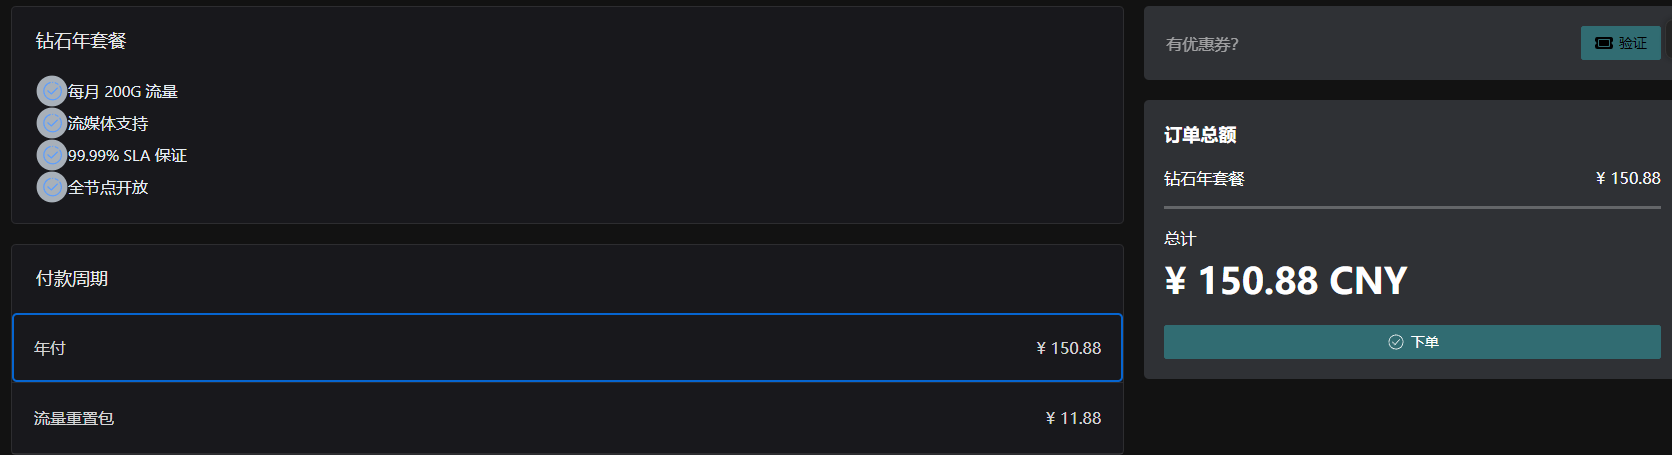 钻石年套餐
每月 200G 流量
流媒体支持
99.99% SLA 保证
全节点开放
付款周期
年付 ¥ 150.88
流量重置包 ¥ 11.88
有优惠券?
验证
订单总额
钻石年套餐 ¥ 150.88
总计
¥ 150.88 CNY
下单